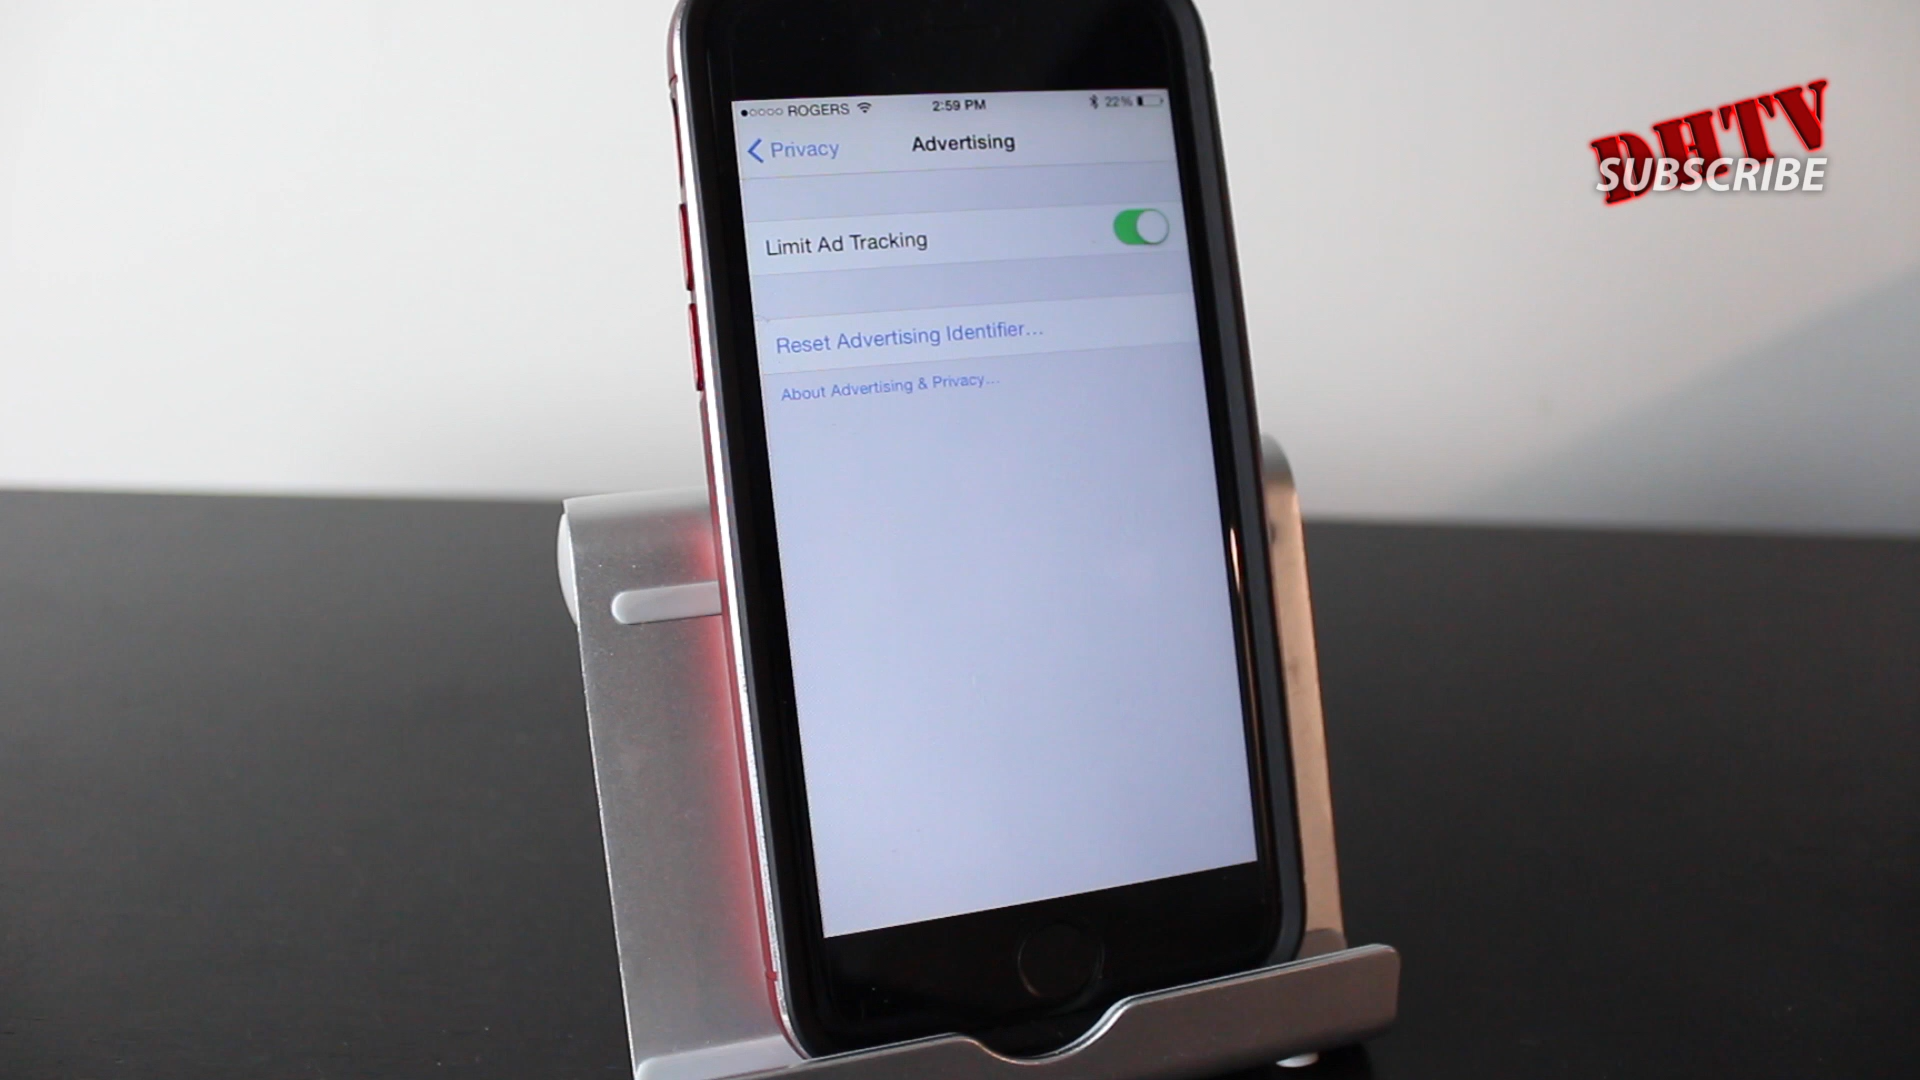 ROGERS 2:59 PM 22%
Privacy Advertising
Limit Ad Tracking
Reset Advertising Identifier...
About Advertising & Privacy...
DHTV
SUBSCRIBE